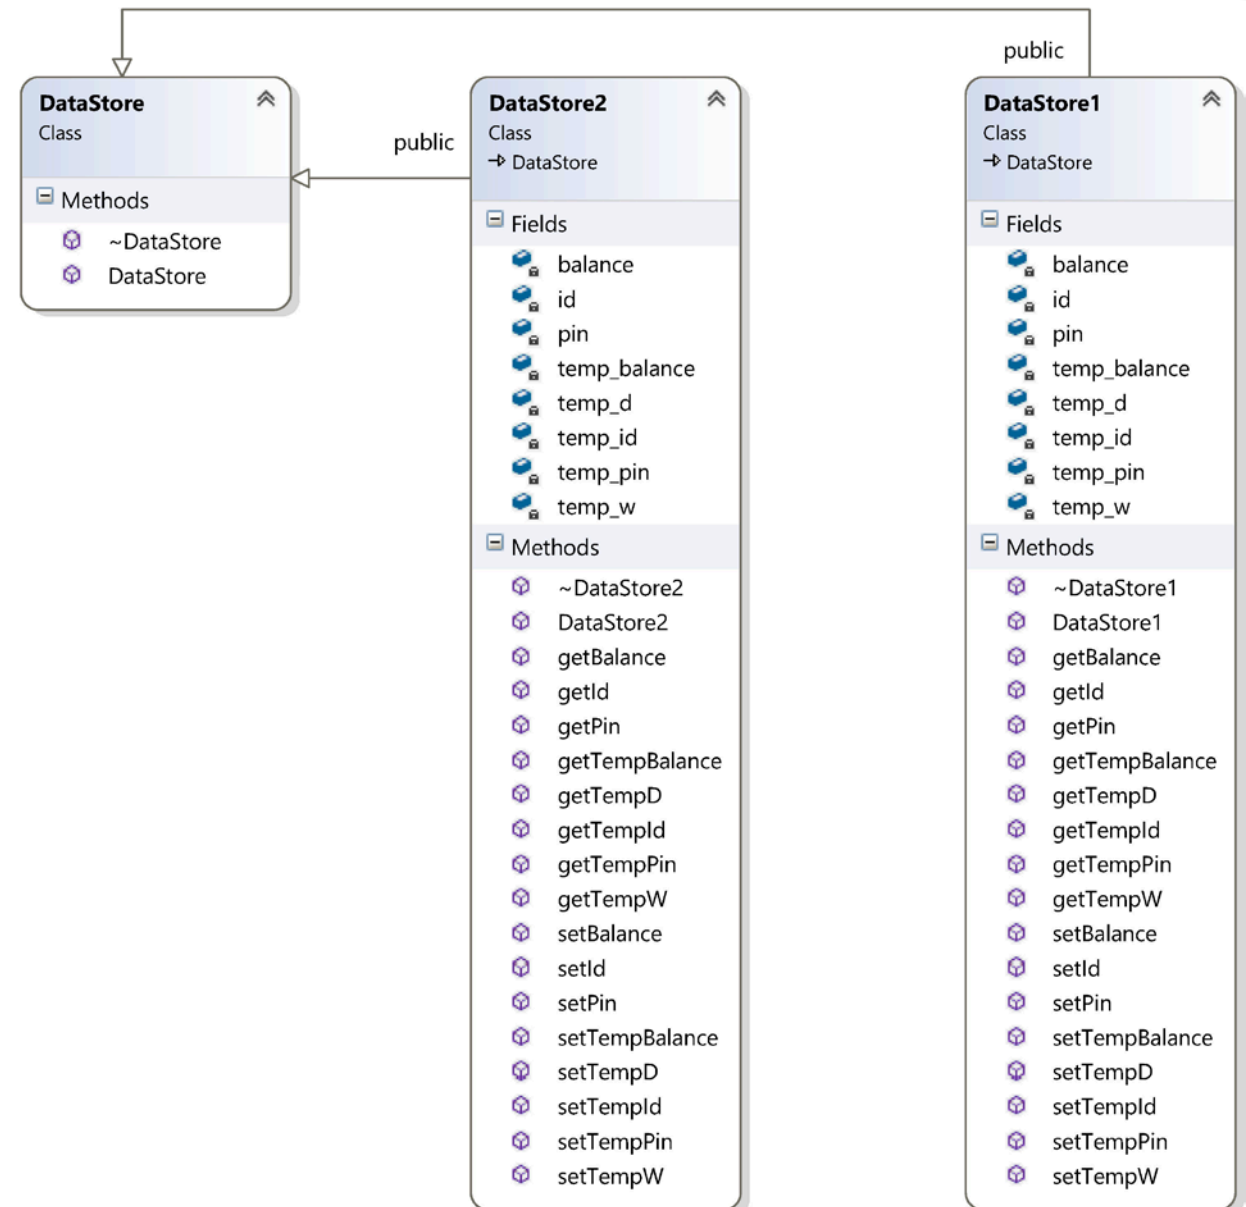 public
DataStore
Class
Methods
~DataStore
DataStore
public
DataStore2
Class
DataStore
Fields
balance
id
pin
temp_balance
temp_d
temp_id
temp_pin
temp_w
Methods
~DataStore2
DataStore2
getBalance
getId
getPin
getTempBalance
getTempD
getTempId
getTempPin
getTempW
setBalance
setId
setPin
setTempBalance
setTempD
setTempId
setTempPin
setTempW
DataStore1
Class
DataStore
Fields
balance
id
pin
temp_balance
temp_d
temp_id
temp_pin
temp_w
Methods
~DataStore1
DataStore1
getBalance
getId
getPin
getTempBalance
getTempD
getTempId
getTempPin
getTempW
setBalance
setId
setPin
setTempBalance
setTempD
setTempId
setTempPin
setTempW